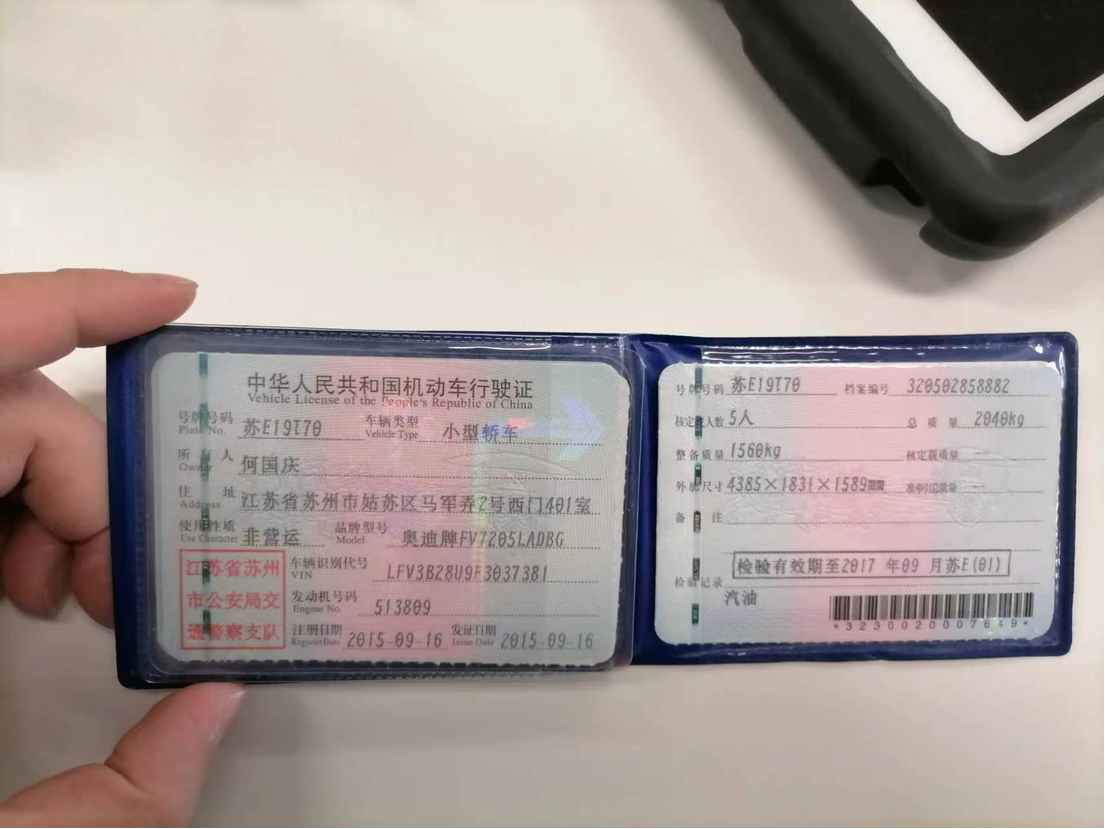 中华人民共和国机动车行驶证
Vehicle License of the People's Republic of China
号牌号码 苏E19T70 车辆类型 小型轿车
Plate No. Vehicle Type
所有人 何国庆
Owner
住址 江苏省苏州市姑苏区马军弄2号西门401室
Address
使用性质 非营运 品牌型号 奥迪牌FV7205LADBG
Use Character Model
江苏省苏州
市公安局交
通警察支队
车辆识别代号 LFV3B28U9F3037381
VIN
发动机号码 513809
Engine No.
注册日期 2015-09-16 发证日期 2015-09-16
Register Date Issue Date
号牌号码 苏E19T70 档案编号 320502858882
核定载人数 5人 总质量 2040kg
整备质量 1560kg 核定载质量 --
外廓尺寸 4385×1831×1589mm 准牵引总质量 --
备注
检验有效期至2017年09月苏E(01)
检验记录
汽油
*3230020007649*